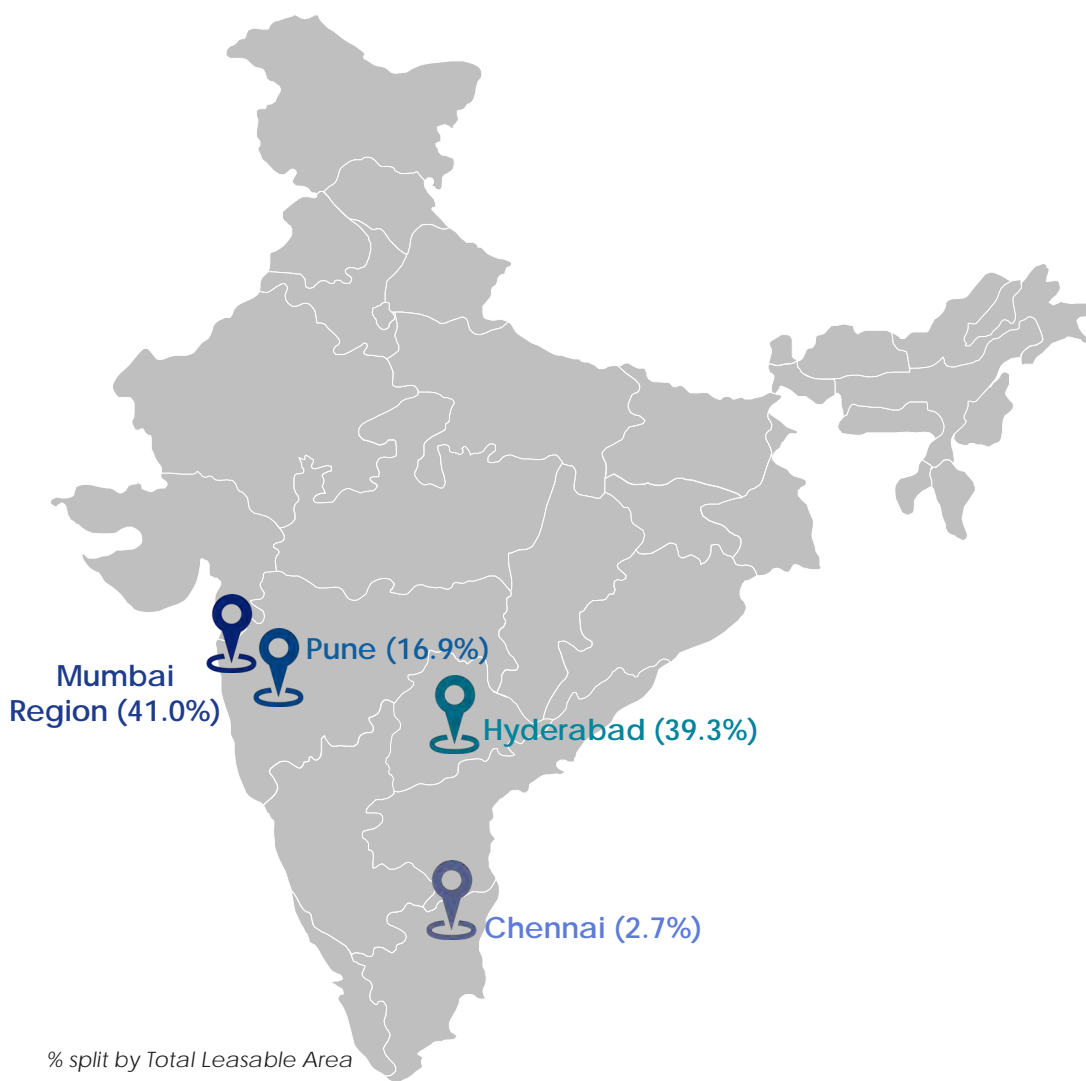 Pune (16.9%)
Mumbai
Region (41.0%)
Hyderabad (39.3%)
Chennai (2.7%)
% split by Total Leasable Area